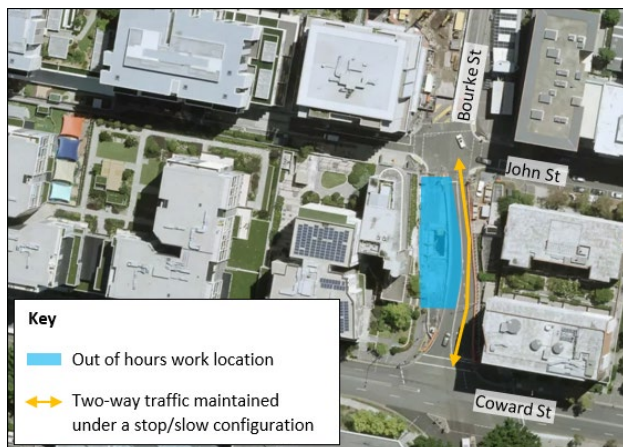 Bourke St
John St
Key
Out of hours work location
Two-way traffic maintained
under a stop/slow configuration
Coward St